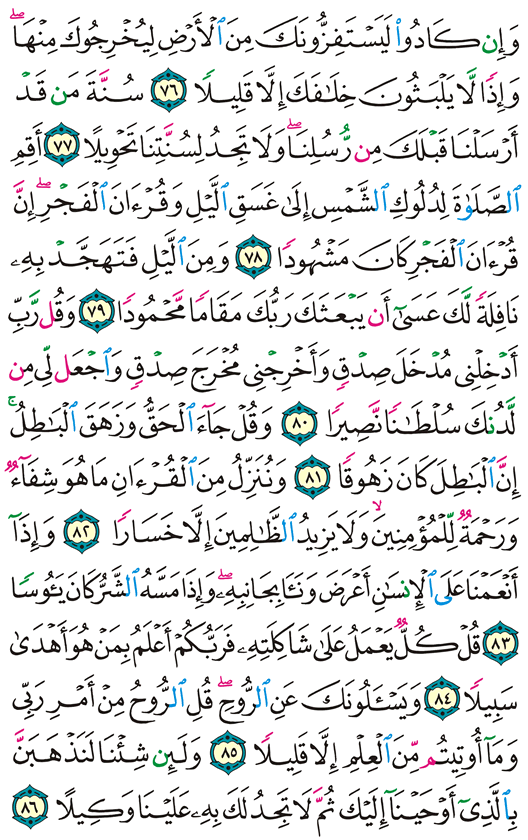 وَإِن كَادُوا۟ لَيَسْتَفِزُّونَكَ مِنَ ٱلْأَرْضِ لِيُخْرِجُوكَ مِنْهَاۖ
وَإِذًا لَّا يَلْبَثُونَ خِلَٰفَكَ إِلَّا قَلِيلًا ٧٦ سُنَّةَ مَن قَدْ
أَرْسَلْنَا قَبْلَكَ مِن رُّسُلِنَاۖ وَلَا تَجِدُ لِسُنَّتِنَا تَحْوِيلًا ٧٧ أَقِمِ
ٱلصَّلَوٰةَ لِدُلُوكِ ٱلشَّمْسِ إِلَىٰ غَسَقِ ٱلَّيْلِ وَقُرْءَانَ ٱلْفَجْرِۖ إِنَّ
قُرْءَانَ ٱلْفَجْرِ كَانَ مَشْهُودًا ٧٨ وَمِنَ ٱلَّيْلِ فَتَهَجَّدْ بِهِۦ
نَافِلَةً لَّكَ عَسَىٰٓ أَن يَبْعَثَكَ رَبُّكَ مَقَامًا مَّحْمُودًا ٧٩ وَقُل رَّبِّ
أَدْخِلْنِى مُدْخَلَ صِدْقٍ وَأَخْرِجْنِى مُخْرَجَ صِدْقٍ وَٱجْعَل لِّى مِن
لَّدُنكَ سُلْطَٰنًا نَّصِيرًا ٨٠ وَقُلْ جَآءَ ٱلْحَقُّ وَزَهَقَ ٱلْبَٰطِلُۚ
إِنَّ ٱلْبَٰطِلَ كَانَ زَهُوقًا ٨١ وَنُنَزِّلُ مِنَ ٱلْقُرْءَانِ مَا هُوَ شِفَآءٌ
وَرَحْمَةٌ لِّلْمُؤْمِنِينَۙ وَلَا يَزِيدُ ٱلظَّٰلِمِينَ إِلَّا خَسَارًا ٨٢ وَإِذَآ
أَنْعَمْنَا عَلَى ٱلْإِنسَٰنِ أَعْرَضَ وَنَـَٔا بِجَانِبِهِۦۖ وَإِذَا مَسَّهُ ٱلشَّرُّ كَانَ يَـُٔوسًا
٨٣ قُلْ كُلٌّ يَعْمَلُ عَلَىٰ شَاكِلَتِهِۦ فَرَبُّكُمْ أَعْلَمُ بِمَنْ هُوَ أَهْدَىٰ
سَبِيلًا ٨٤ وَيَسْـَٔلُونَكَ عَنِ ٱلرُّوحِۖ قُلِ ٱلرُّوحُ مِنْ أَمْرِ رَبِّى
وَمَآ أُوتِيتُم مِّنَ ٱلْعِلْمِ إِلَّا قَلِيلًا ٨٥ وَلَئِن شِئْنَا لَنَذْهَبَنَّ
بِٱلَّذِىٓ أَوْحَيْنَآ إِلَيْكَ ثُمَّ لَا تَجِدُ لَكَ بِهِۦ عَلَيْنَا وَكِيلًا ٨٦